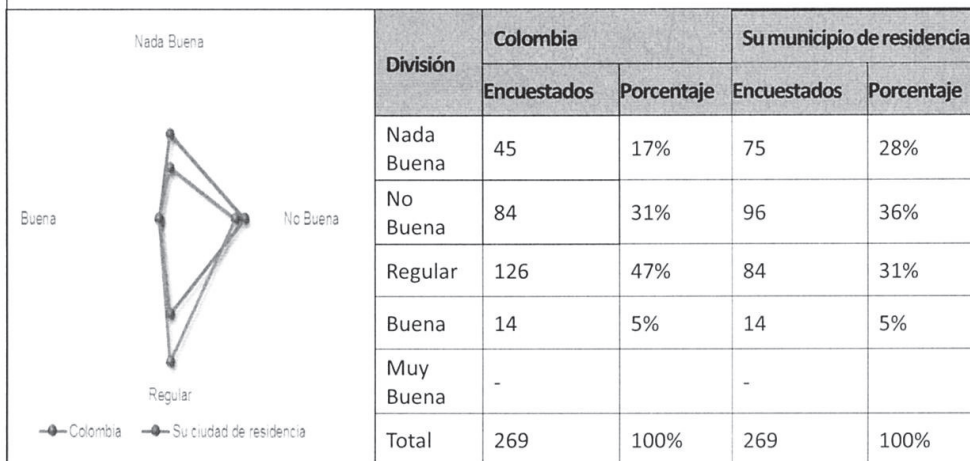 Nada Buena
Buena
No Buena
Regular
Colombia Su ciudad de residencia
División Colombia Su municipio de residencia
Encuestados Porcentaje Encuestados Porcentaje
Nada
Buena 45 17% 75 28%
No
Buena 84 31% 96 36%
Regular 126 47% 84 31%
Buena 14 5% 14 5%
Muy
Buena - -
Total 269 100% 269 100%